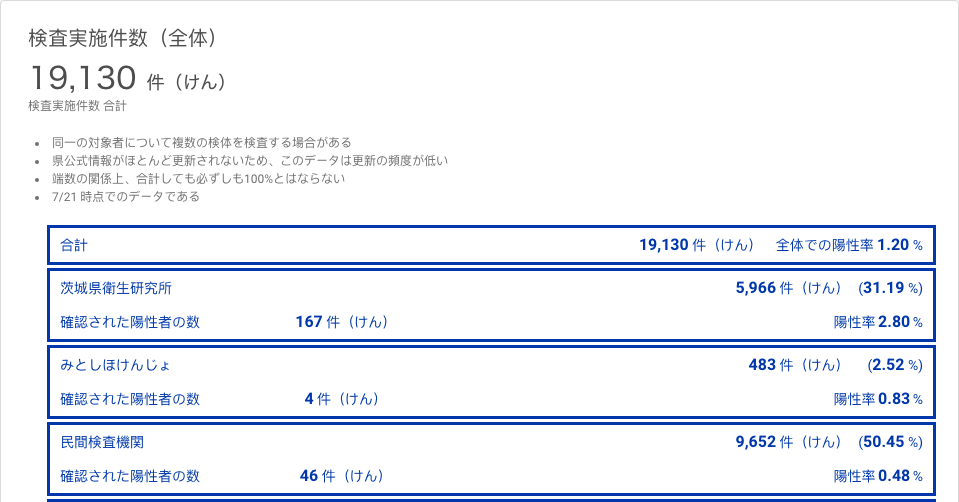 検査実施件数（全体）
19,130 件（けん）
検査実施件数 合計
同一の対象者について複数の検体を検査する場合がある
県公式情報がほとんど更新されないため、このデータは更新の頻度が低い
端数の関係上、合計しても必ずしも100%とはならない
7/21 時点でのデータである
合計 19,130 件（けん） 全体での陽性率 1.20 %
茨城県衛生研究所 5,966 件（けん） (31.19 %)
確認された陽性者の数 167 件（けん） 陽性率 2.80 %
みとしほけんじょ 483 件（けん） (2.52 %)
確認された陽性者の数 4 件（けん） 陽性率 0.83 %
民間検査機関 9,652 件（けん） (50.45 %)
確認された陽性者の数 46 件（けん） 陽性率 0.48 %